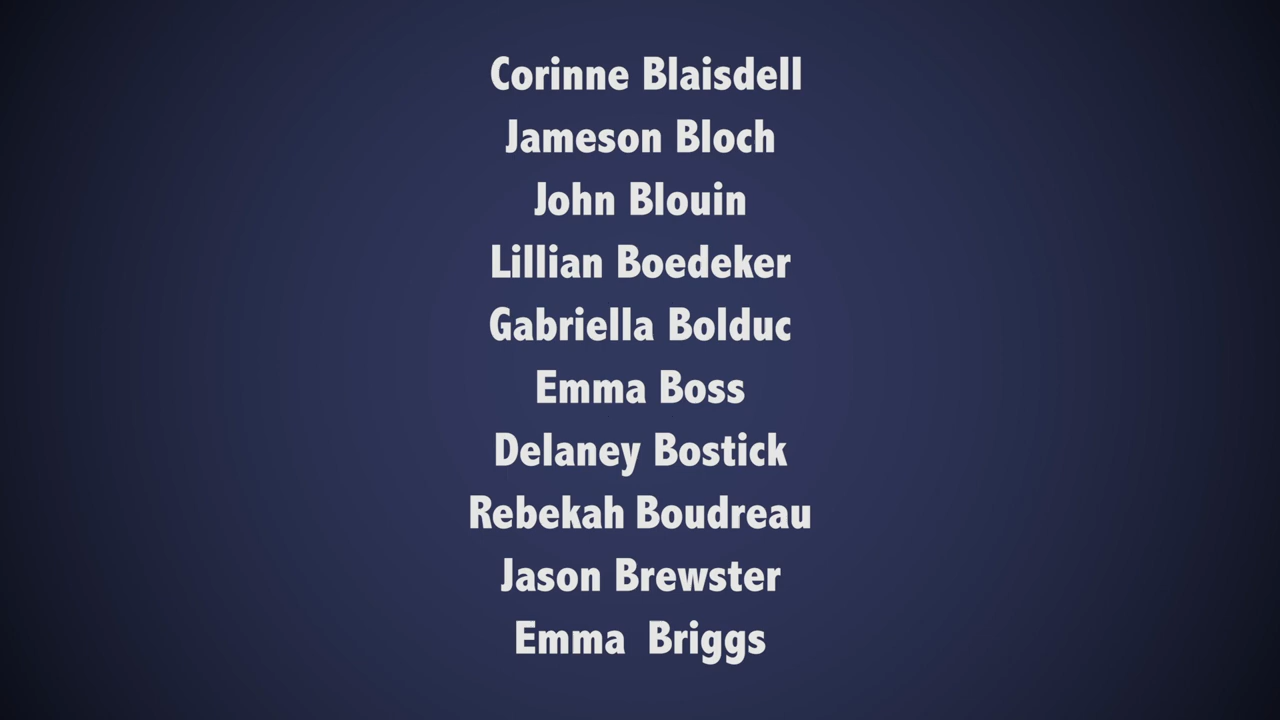 Corinne Blaisdell
Jameson Bloch
John Blouin
Lillian Boedeker
Gabriella Bolduc
Emma Boss
Delaney Bostick
Rebekah Boudreau
Jason Brewster
Emma  Briggs